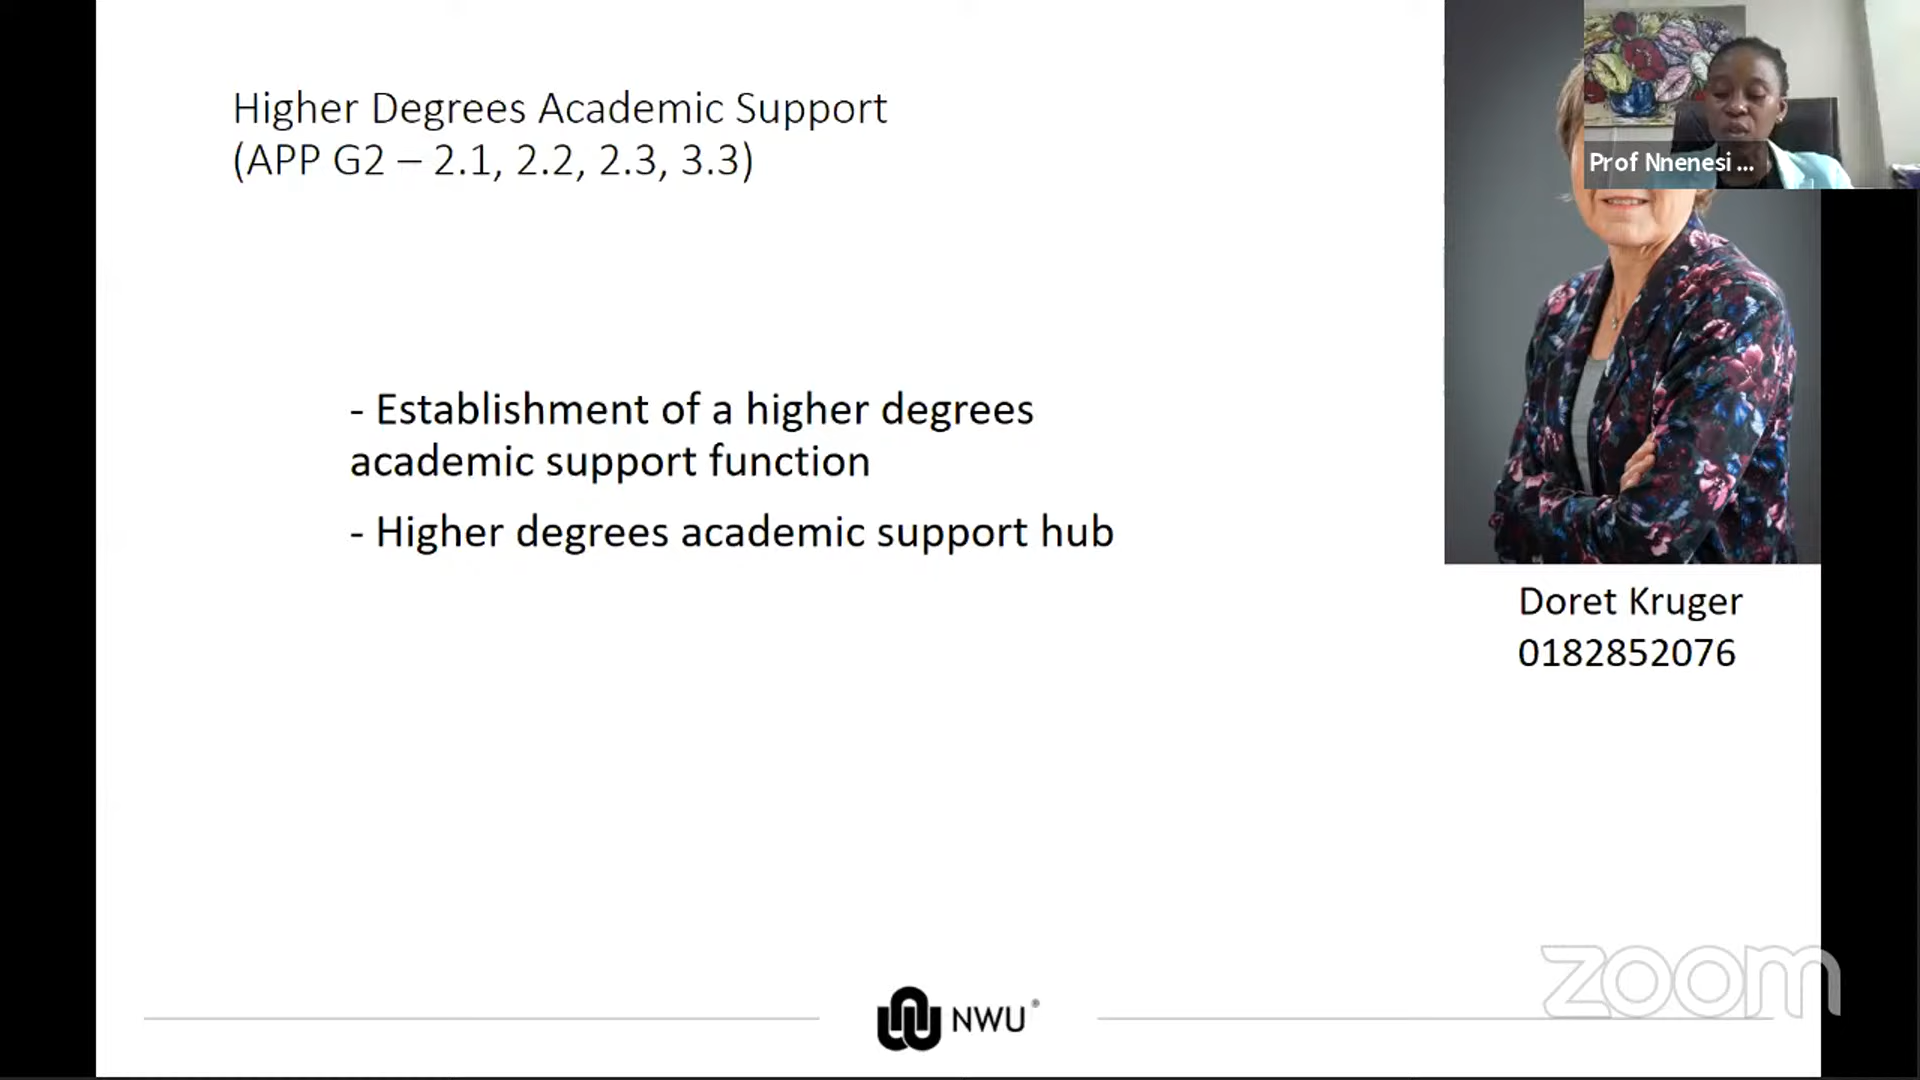 Higher Degrees Academic Support
(APP G2 – 2.1, 2.2, 2.3, 3.3)
Prof Nnenesi ...
- Establishment of a higher degrees
academic support function
- Higher degrees academic support hub
Doret Kruger
0182852076
zoom
NWU®